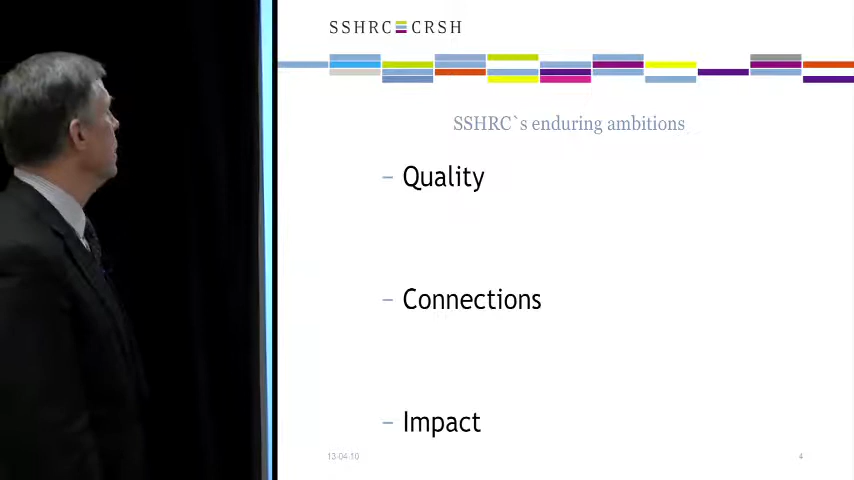 SSHRC CRSH
SSHRC`s enduring ambitions
– Quality
– Connections
– Impact
13-04-10
4